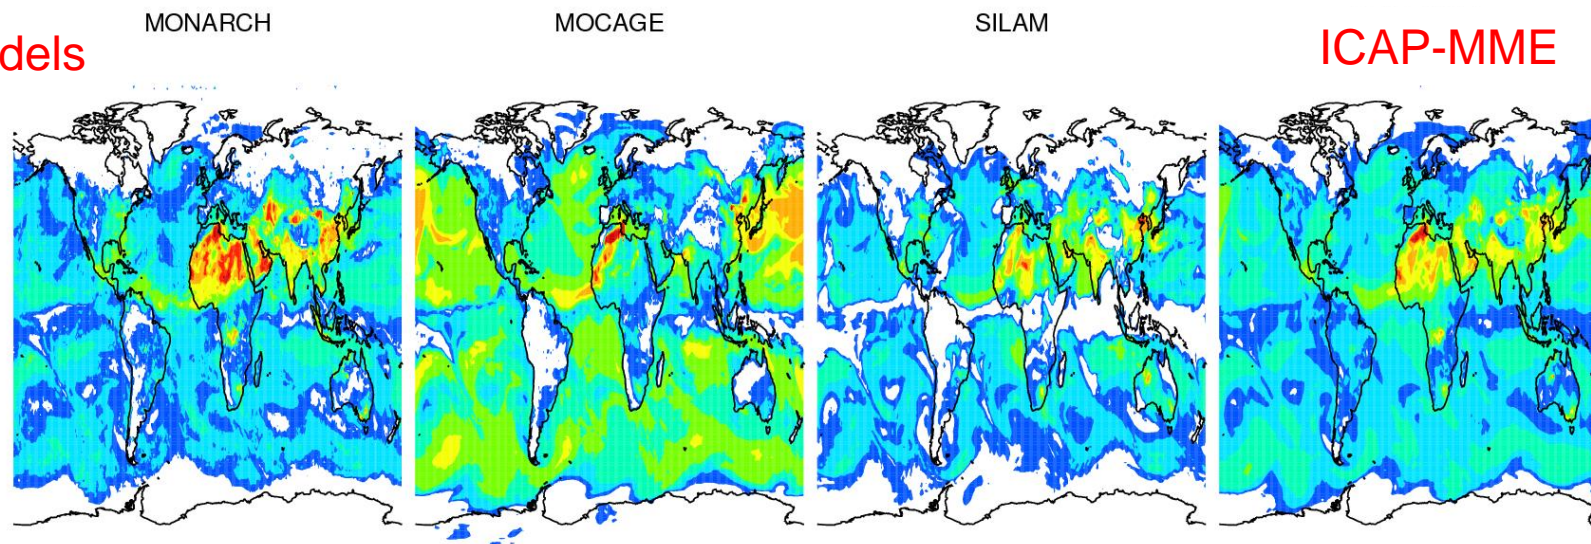 MONARCH
MOCAGE
SILAM
dels
ICAP-MME